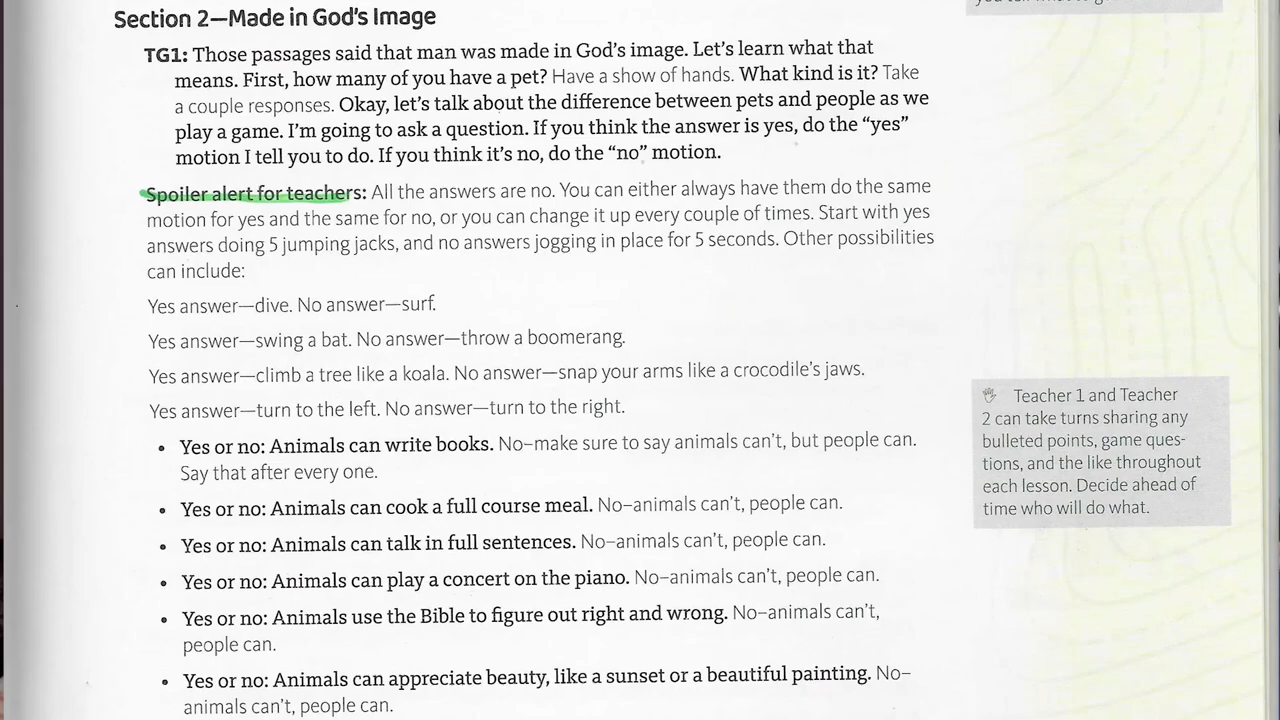 Section 2—Made in God's Image
TG1: Those passages said that man was made in God's image. Let's learn what that
means. First, how many of you have a pet? Have a show of hands. What kind is it? Take
a couple responses. Okay, let's talk about the difference between pets and people as we
play a game. I'm going to ask a question. If you think the answer is yes, do the "yes"
motion I tell you to do. If you think it's no, do the "no" motion.
Spoiler alert for teachers: All the answers are no. You can either always have them do the same
motion for yes and the same for no, or you can change it up every couple of times. Start with yes
answers doing 5 jumping jacks, and no answers jogging in place for 5 seconds. Other possibilities
can include:
Yes answer—dive. No answer—surf.
Yes answer—swing a bat. No answer—throw a boomerang.
Yes answer—climb a tree like a koala. No answer—snap your arms like a crocodile's jaws.
Yes answer—turn to the left. No answer—turn to the right.
• Yes or no: Animals can write books. No–make sure to say animals can't, but people can.
Say that after every one.
• Yes or no: Animals can cook a full course meal. No–animals can't, people can.
• Yes or no: Animals can talk in full sentences. No–animals can't, people can.
• Yes or no: Animals can play a concert on the piano. No–animals can't, people can.
• Yes or no: Animals use the Bible to figure out right and wrong. No–animals can't,
people can.
• Yes or no: Animals can appreciate beauty, like a sunset or a beautiful painting. No–
animals can't, people can.
Teacher 1 and Teacher
2 can take turns sharing any
bulleted points, game ques-
tions, and the like throughout
each lesson. Decide ahead of
time who will do what.